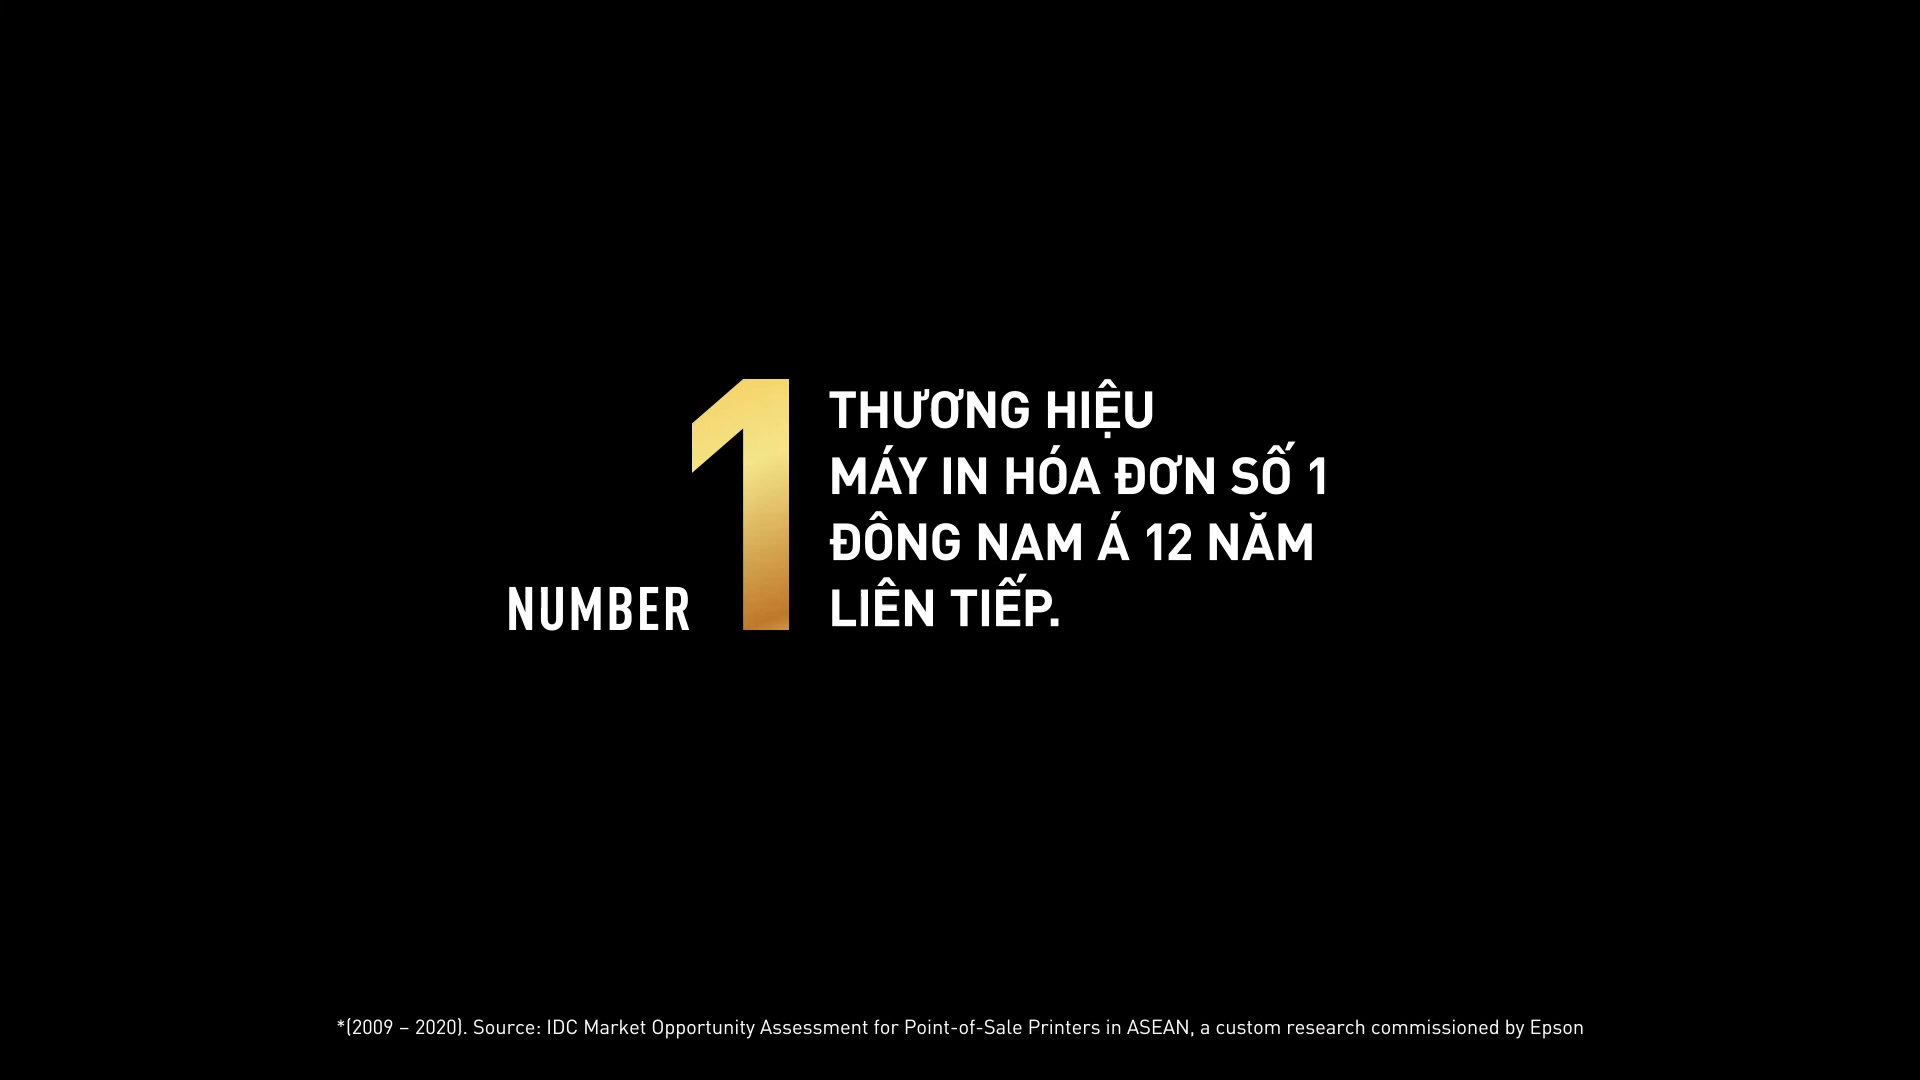 NUMBER 1
THƯƠNG HIỆU
MÁY IN HÓA ĐƠN SỐ 1
ĐÔNG NAM Á 12 NĂM
LIÊN TIẾP.
*(2009 – 2020). Source: IDC Market Opportunity Assessment for Point-of-Sale Printers in ASEAN, a custom research commissioned by Epson